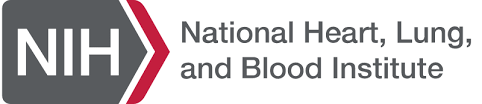 NIH
National Heart, Lung,
and Blood Institute